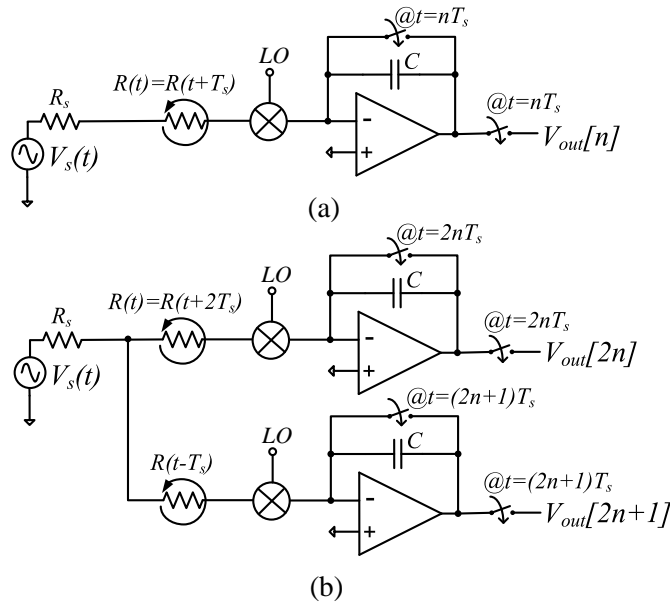 @t=nTs
LO
R(t)=R(t+Ts)
C
@t=nTs
Rs
-
Vout[n]
Vs(t)
+
(a)
@t=2nTs
LO
R(t)=R(t+2Ts)
C
@t=2nTs
Rs
-
Vout[2n]
Vs(t)
+
@t=(2n+1)Ts
LO
C
R(t-Ts)
@t=(2n+1)Ts
-
Vout[2n+1]
+
(b)